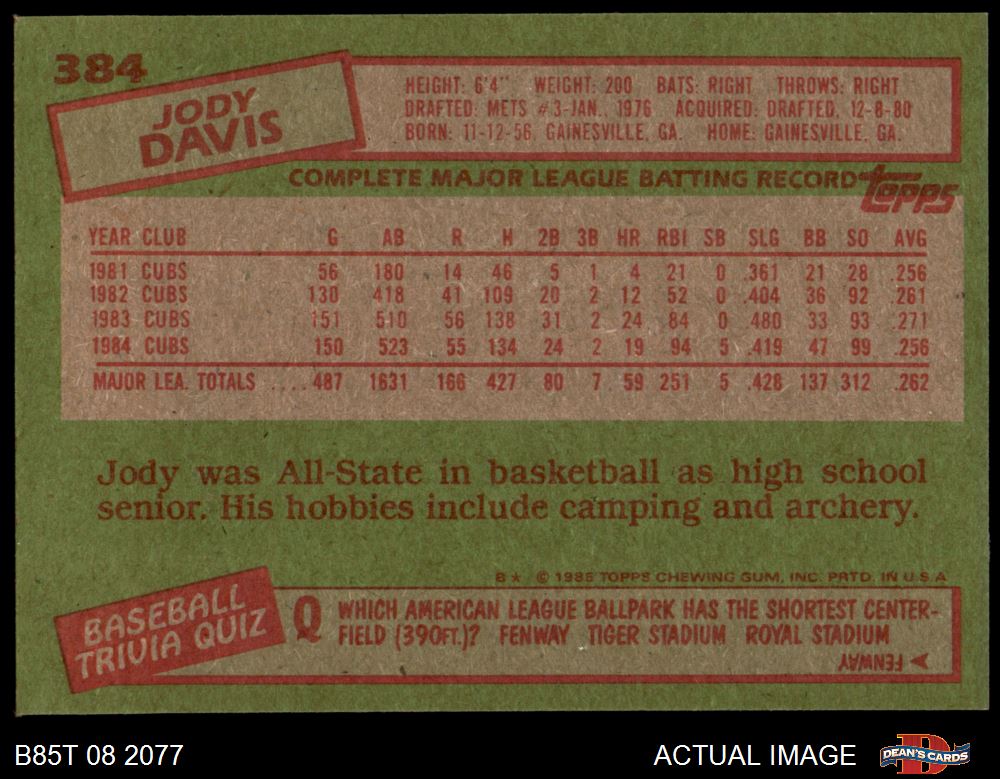 384
JODY
DAVIS
HEIGHT: 6'4" WEIGHT: 200 BATS: RIGHT THROWS: RIGHT
DRAFTED: METS #3-JAN., 1976 ACQUIRED: DRAFTED, 12-8-80
BORN: 11-12-56, GAINESVILLE, GA. HOME: GAINESVILLE, GA.
COMPLETE MAJOR LEAGUE BATTING RECORD topps
YEAR CLUB G AB R H 2B 3B HR RBI SB SLG BB SO AVG
1981 CUBS 56 180 14 46 5 1 4 21 0 .361 21 28 .256
1982 CUBS 130 418 41 109 20 2 12 52 0 .404 36 92 .261
1983 CUBS 151 510 56 138 31 2 24 84 0 .480 33 93 .271
1984 CUBS 150 523 55 134 24 2 19 94 5 .419 47 99 .256
MAJOR LEA. TOTALS .... 487 1631 166 427 80 7 59 251 5 .428 137 312 .262
Jody was All-State in basketball as high school
senior. His hobbies include camping and archery.
B★ © 1985 TOPPS CHEWING GUM, INC. PRTD. IN U.S.A.
BASEBALL
TRIVIA QUIZ
Q WHICH AMERICAN LEAGUE BALLPARK HAS THE SHORTEST CENTER-
FIELD (390FT.)? FENWAY TIGER STADIUM ROYAL STADIUM
FENWAY
B85T 08 2077
ACTUAL IMAGE
D
DEAN'S CARDS